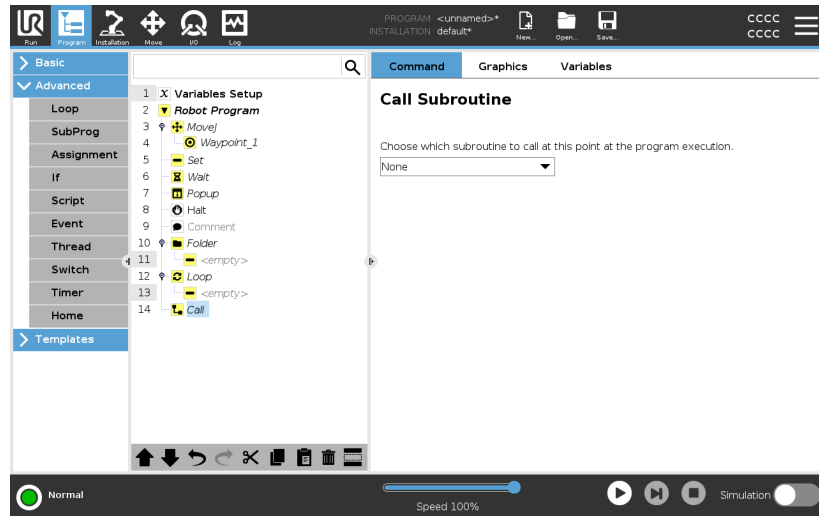 UR
Run
Program
Installation
Move
I/O
Log
PROGRAM <unnamed>*
INSTALLATION default*
New...
Open...
Save...
cccc
cccc
Basic
Advanced
Loop
SubProg
Assignment
If
Script
Event
Thread
Switch
Timer
Home
Templates
1 X Variables Setup
2 Robot Program
3 MoveJ
4 Waypoint_1
5 Set
6 Wait
7 Popup
8 Halt
9 Comment
10 Folder
11 <empty>
12 Loop
13 <empty>
14 Call
Command Graphics Variables
Call Subroutine
Choose which subroutine to call at this point at the program execution.
None
Normal
Speed 100%
Simulation